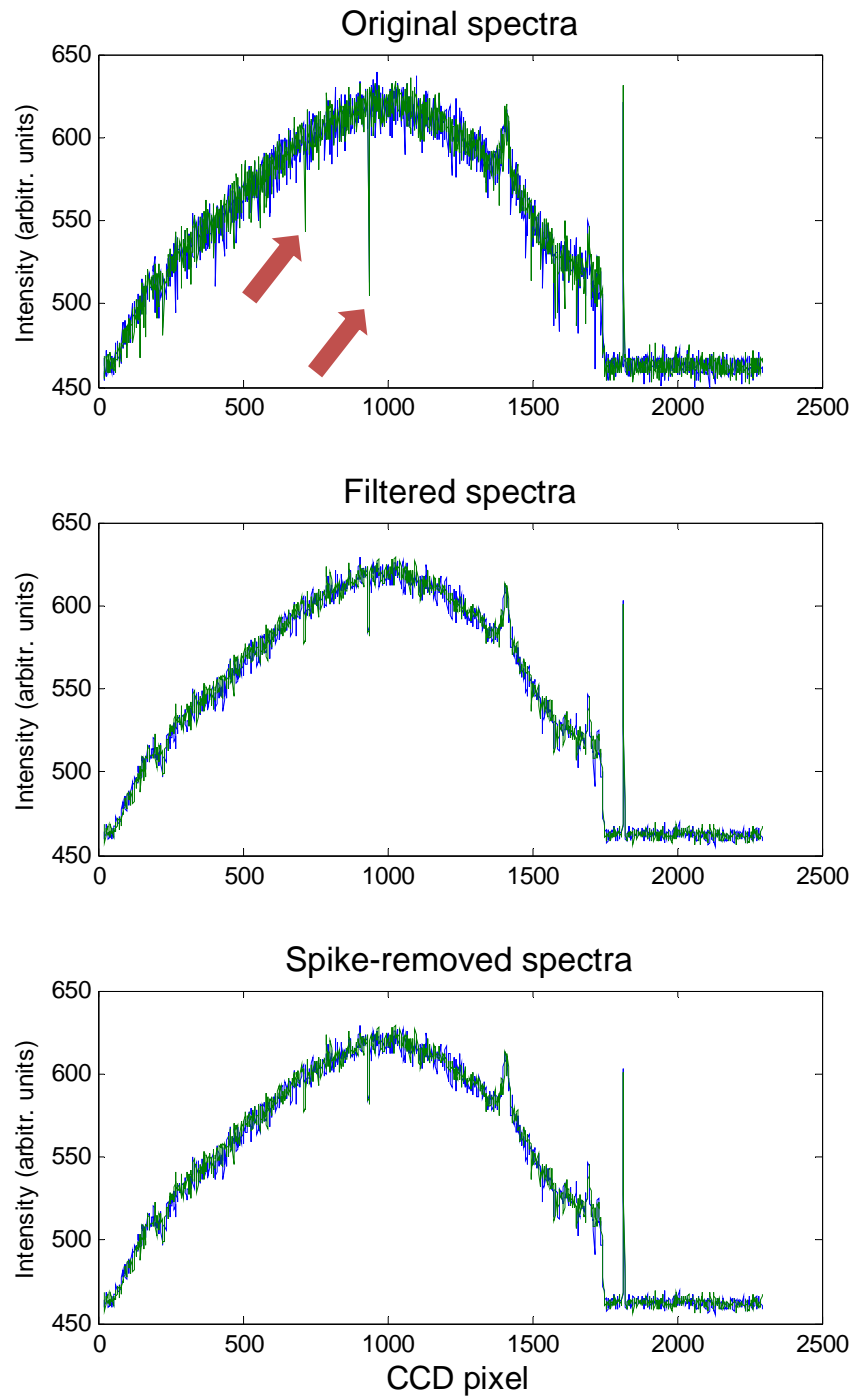 Original spectra
Intensity (arbitr. units)
650
600
550
500
450
0 500 1000 1500 2000 2500
Filtered spectra
Intensity (arbitr. units)
650
600
550
500
450
0 500 1000 1500 2000 2500
Spike-removed spectra
Intensity (arbitr. units)
650
600
550
500
450
0 500 1000 1500 2000 2500
CCD pixel